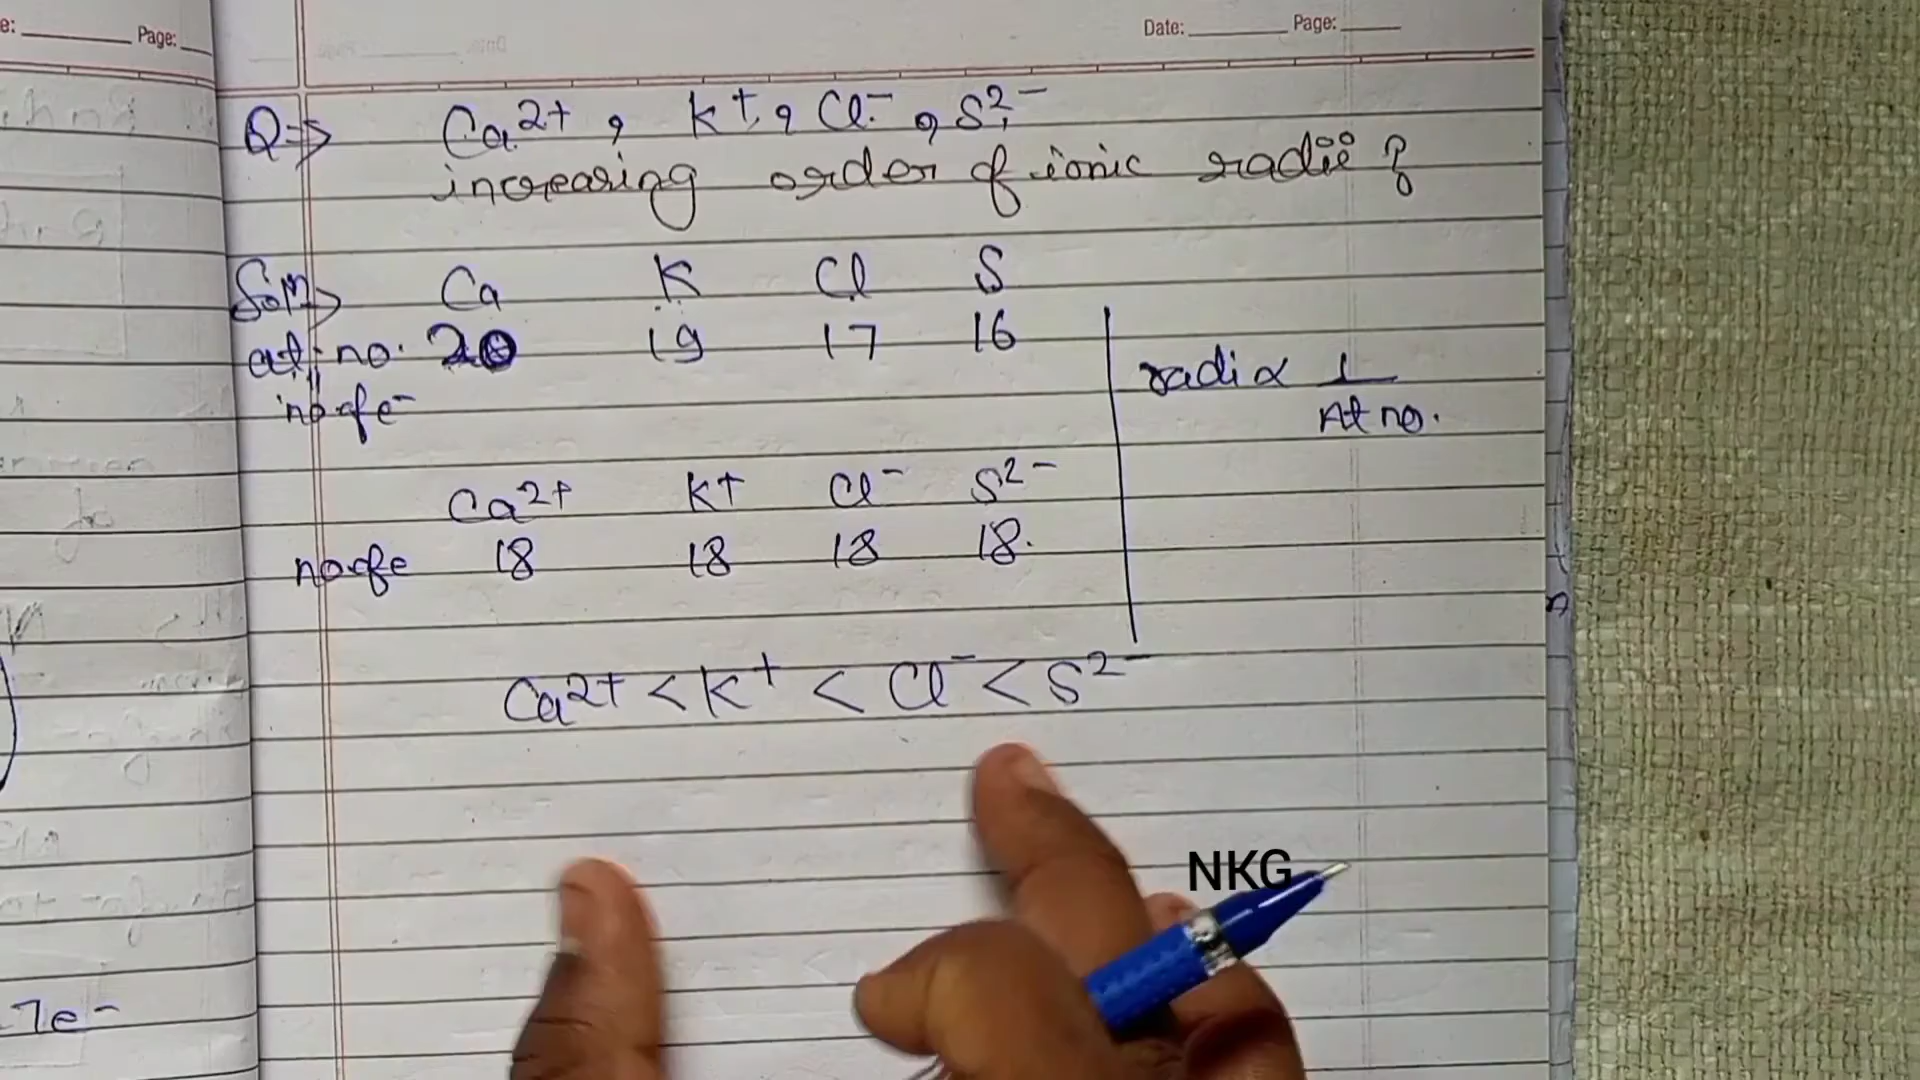 e: Page:
Date: Page:
Q⇒ Ca²⁺, K⁺, Cl⁻, S²⁻
increasing order of ionic radii ?
Solⁿ⇒ Ca K Cl S
at. no. 20 19 17 16
no of e⁻
radi ∝ 1
At no.
Ca²⁺ K⁺ Cl⁻ S²⁻
no of e 18 18 18 18.
Ca²⁺ < K⁺ < Cl⁻ < S²⁻
NKG
7e⁻